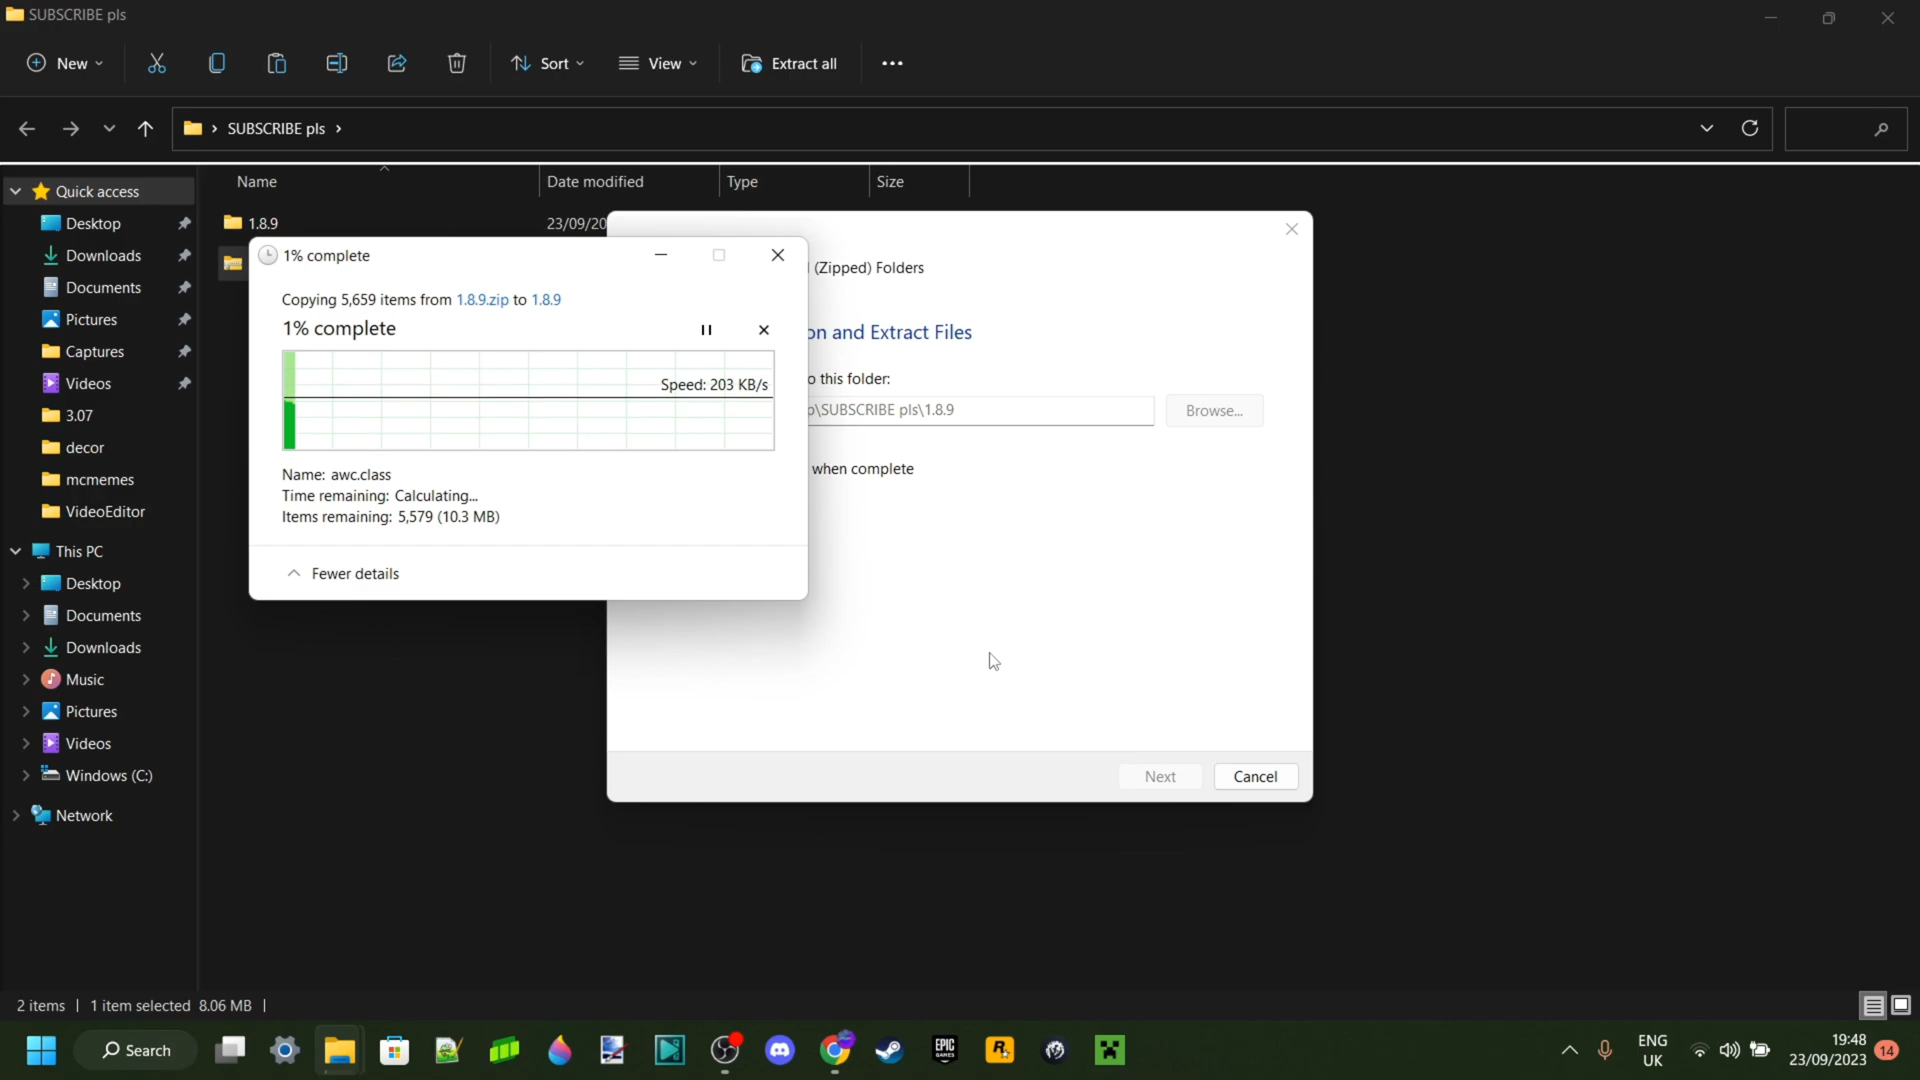 SUBSCRIBE pls
New
Sort
View
Extract all
SUBSCRIBE pls
Name
Date modified
Type
Size
Quick access
Desktop
Downloads
Documents
Pictures
Captures
Videos
3.07
decor
mcmemes
VideoEditor
This PC
Desktop
Documents
Downloads
Music
Pictures
Videos
Windows (C:)
Network
1.8.9
23/09/20
1% complete
Copying 5,659 items from 1.8.9.zip to 1.8.9
1% complete
Speed: 203 KB/s
Name: awc.class
Time remaining: Calculating...
Items remaining: 5,579 (10.3 MB)
Fewer details
(Zipped) Folders
on and Extract Files
o this folder:
\SUBSCRIBE pls\1.8.9
Browse...
when complete
Next
Cancel
2 items
1 item selected 8.06 MB
Search
EPIC
GAMES
R
ENG
UK
19:48
23/09/2023
14